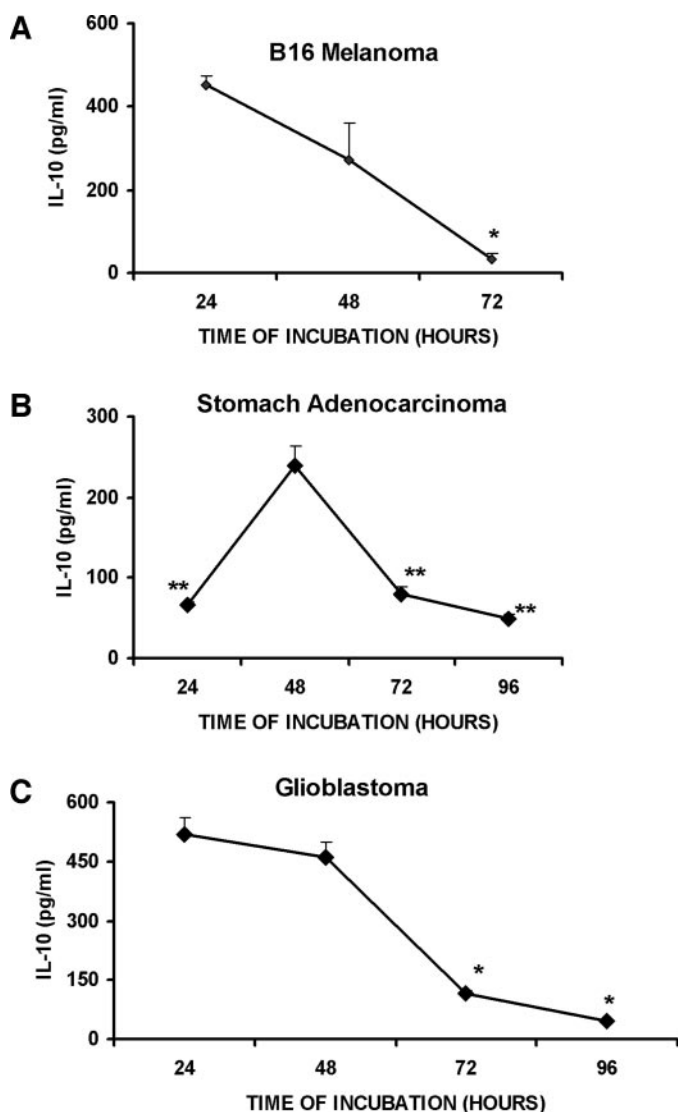 A
B16 Melanoma
IL-10 (pg/ml)
600
400
200
0
*
24 48 72
TIME OF INCUBATION (HOURS)
B
Stomach Adenocarcinoma
IL-10 (pg/ml)
300
200
100
0
** ** **
24 48 72 96
TIME OF INCUBATION (HOURS)
C
Glioblastoma
IL-10 (pg/ml)
600
450
300
150
0
* *
24 48 72 96
TIME OF INCUBATION (HOURS)